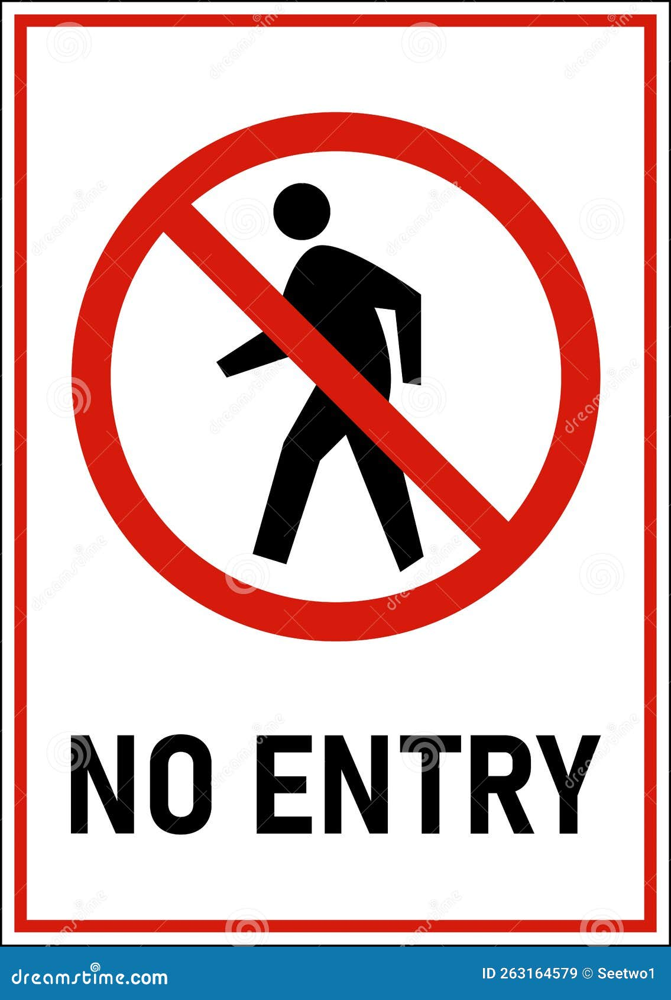 NO ENTRY
dreamstime.com
ID 263164579 © Seetwo1